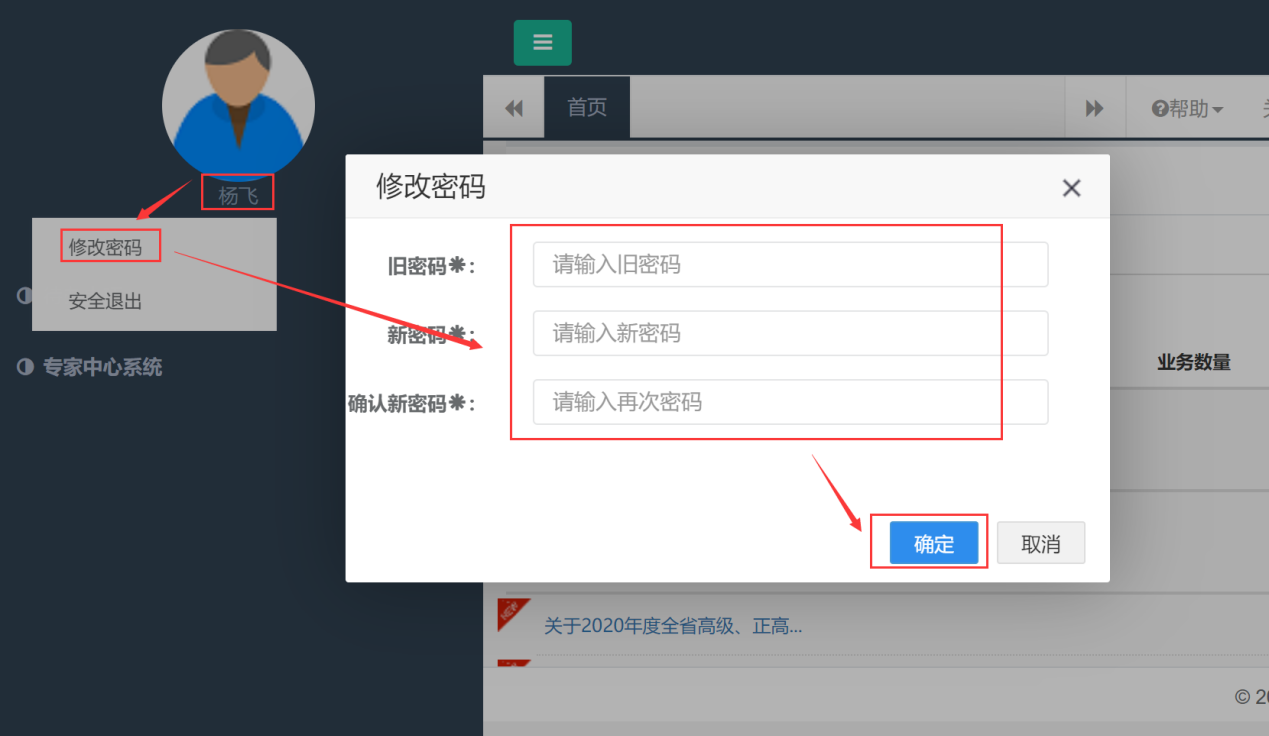 首页
帮助
杨飞
修改密码
安全退出
专家中心系统
修改密码
旧密码*:
请输入旧密码
新密码*:
请输入新密码
确认新密码*:
请输入再次密码
确定
取消
业务数量
NEW
关于2020年度全省高级、正高...
© 2